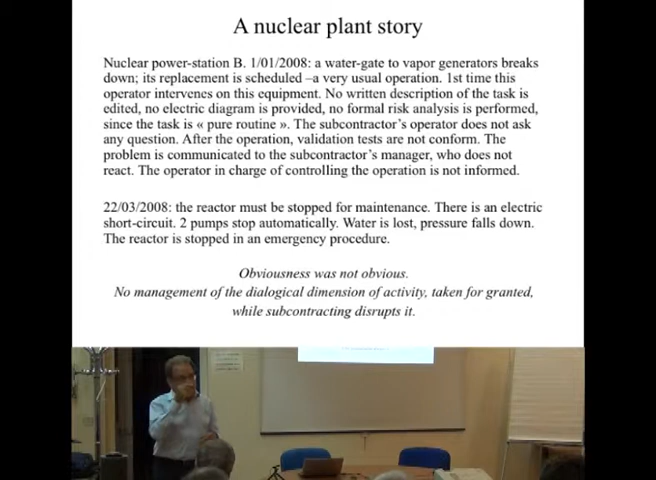 A nuclear plant story
Nuclear power-station B. 1/01/2008: a water-gate to vapor generators breaks
down; its replacement is scheduled –a very usual operation. 1st time this
operator intervenes on this equipment. No written description of the task is
edited, no electric diagram is provided, no formal risk analysis is performed,
since the task is « pure routine ». The subcontractor's operator does not ask
any question. After the operation, validation tests are not conform. The
problem is communicated to the subcontractor's manager, who does not
react. The operator in charge of controlling the operation is not informed.
22/03/2008: the reactor must be stopped for maintenance. There is an electric
short-circuit. 2 pumps stop automatically. Water is lost, pressure falls down.
The reactor is stopped in an emergency procedure.
Obviousness was not obvious.
No management of the dialogical dimension of activity, taken for granted,
while subcontracting disrupts it.